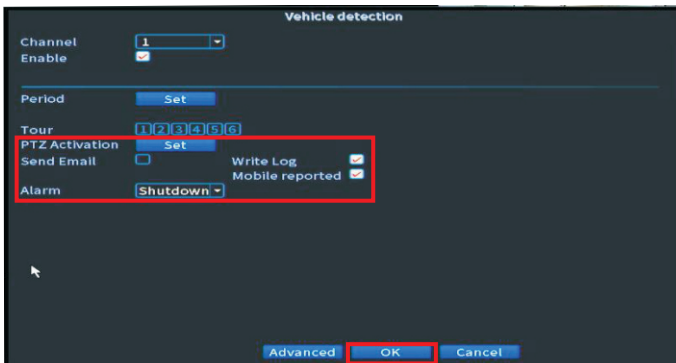 Vehicle detection
Channel 1
Enable
Period Set
Tour 1 2 3 4 5 6
PTZ Activation Set
Send Email Write Log
Mobile reported
Alarm Shutdown
Advanced OK Cancel